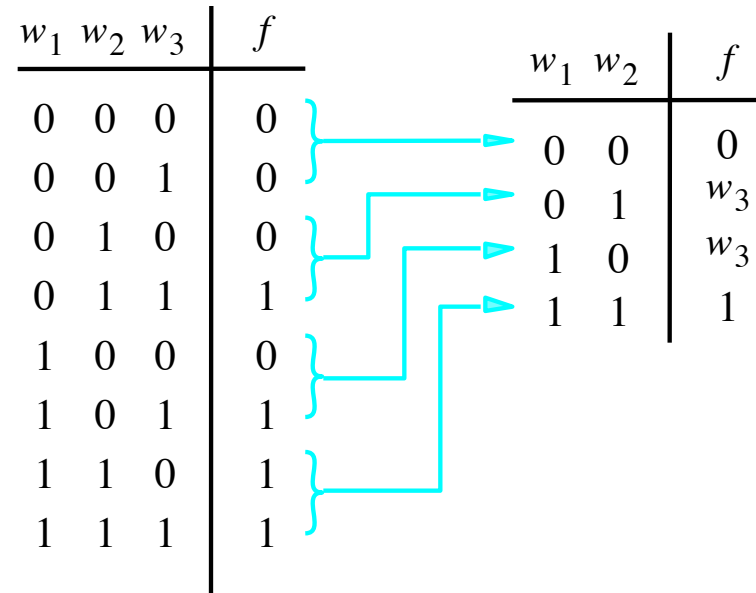 w1 w2 w3 f
0 0 0 0
0 0 1 0
0 1 0 0
0 1 1 1
1 0 0 0
1 0 1 1
1 1 0 1
1 1 1 1
w1 w2 f
0 0 0
0 1 w3
1 0 w3
1 1 1